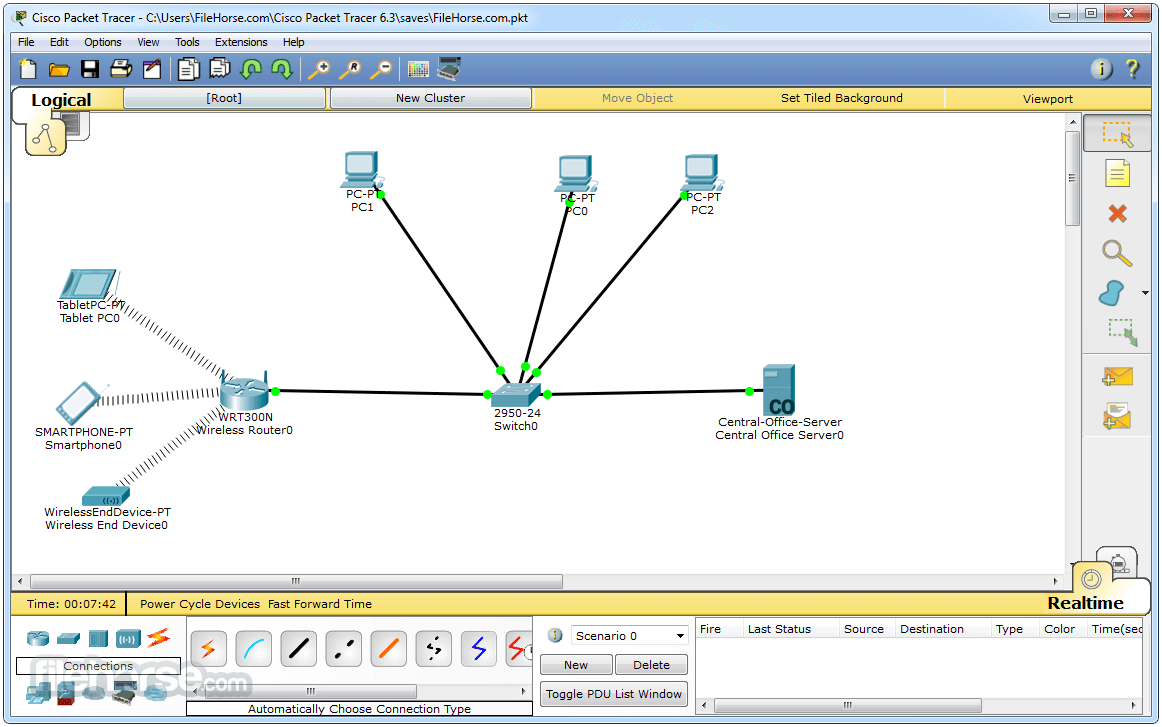 Cisco Packet Tracer - C:\Users\FileHorse.com\Cisco Packet Tracer 6.3\saves\FileHorse.com.pkt
File Edit Options View Tools Extensions Help
Logical [Root] New Cluster Move Object Set Tiled Background Viewport
PC-PT
PC1
PC-PT
PC0
PC-PT
PC2
TabletPC-PT
Tablet PC0
SMARTPHONE-PT
Smartphone0
WRT300N
Wireless Router0
2950-24
Switch0
CO
Central-Office-Server
Central Office Server0
WirelessEndDevice-PT
Wireless End Device0
Time: 00:07:42 Power Cycle Devices Fast Forward Time
Realtime
Connections
Automatically Choose Connection Type
Scenario 0
New Delete
Toggle PDU List Window
Fire Last Status Source Destination Type Color Time(sec
filehorse.com